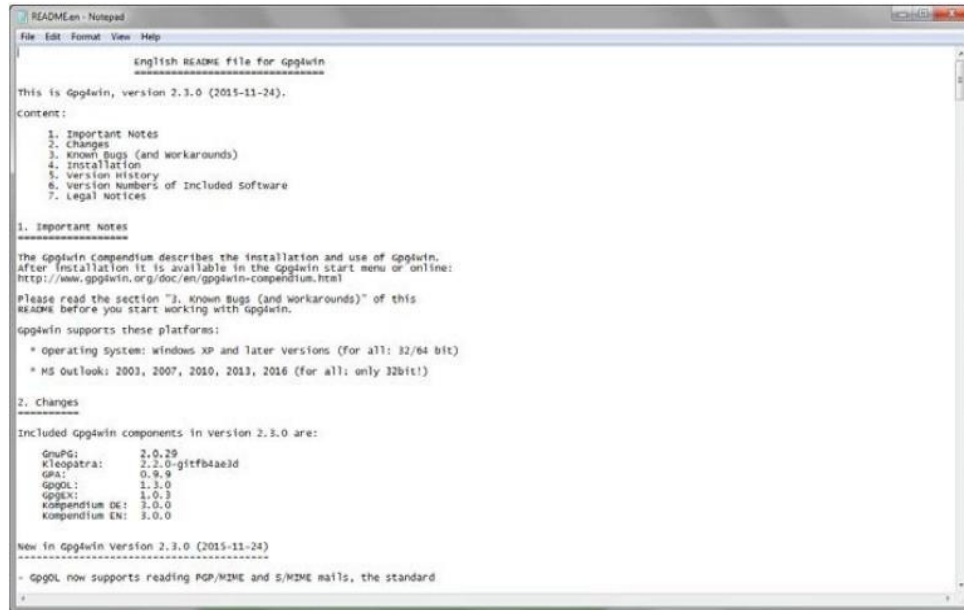 README.en - Notepad
File Edit Format View Help
English README file for Gpg4win
===============================
This is Gpg4win, version 2.3.0 (2015-11-24).
Content:
1. Important Notes
2. Changes
3. Known Bugs (and Workarounds)
4. Installation
5. Version History
6. Version Numbers of Included Software
7. Legal Notices
1. Important Notes
==================
The Gpg4win Compendium describes the installation and use of Gpg4win.
After installation it is available in the Gpg4win start menu or online:
http://www.gpg4win.org/doc/en/gpg4win-compendium.html
Please read the section "3. Known Bugs (and Workarounds)" of this
README before you start working with Gpg4win.
Gpg4win supports these platforms:
* Operating System: Windows XP and later versions (for all: 32/64 bit)
* MS Outlook: 2003, 2007, 2010, 2013, 2016 (for all: only 32bit!)
2. Changes
==========
Included Gpg4win components in Version 2.3.0 are:
GnuPG: 2.0.29
Kleopatra: 2.2.0-gitfb4ae3d
GPA: 0.9.9
GpgOL: 1.3.0
GpgEX: 1.0.3
Kompendium DE: 3.0.0
Kompendium EN: 3.0.0
New in Gpg4win Version 2.3.0 (2015-11-24)
-----------------------------------------
- GpgOL now supports reading PGP/MIME and S/MIME mails, the standard